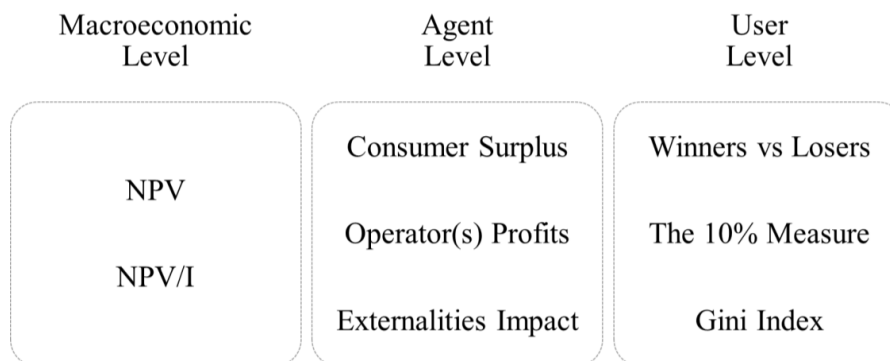 Macroeconomic
Level
NPV
NPV/I
Agent
Level
Consumer Surplus
Operator(s) Profits
Externalities Impact
User
Level
Winners vs Losers
The 10% Measure
Gini Index